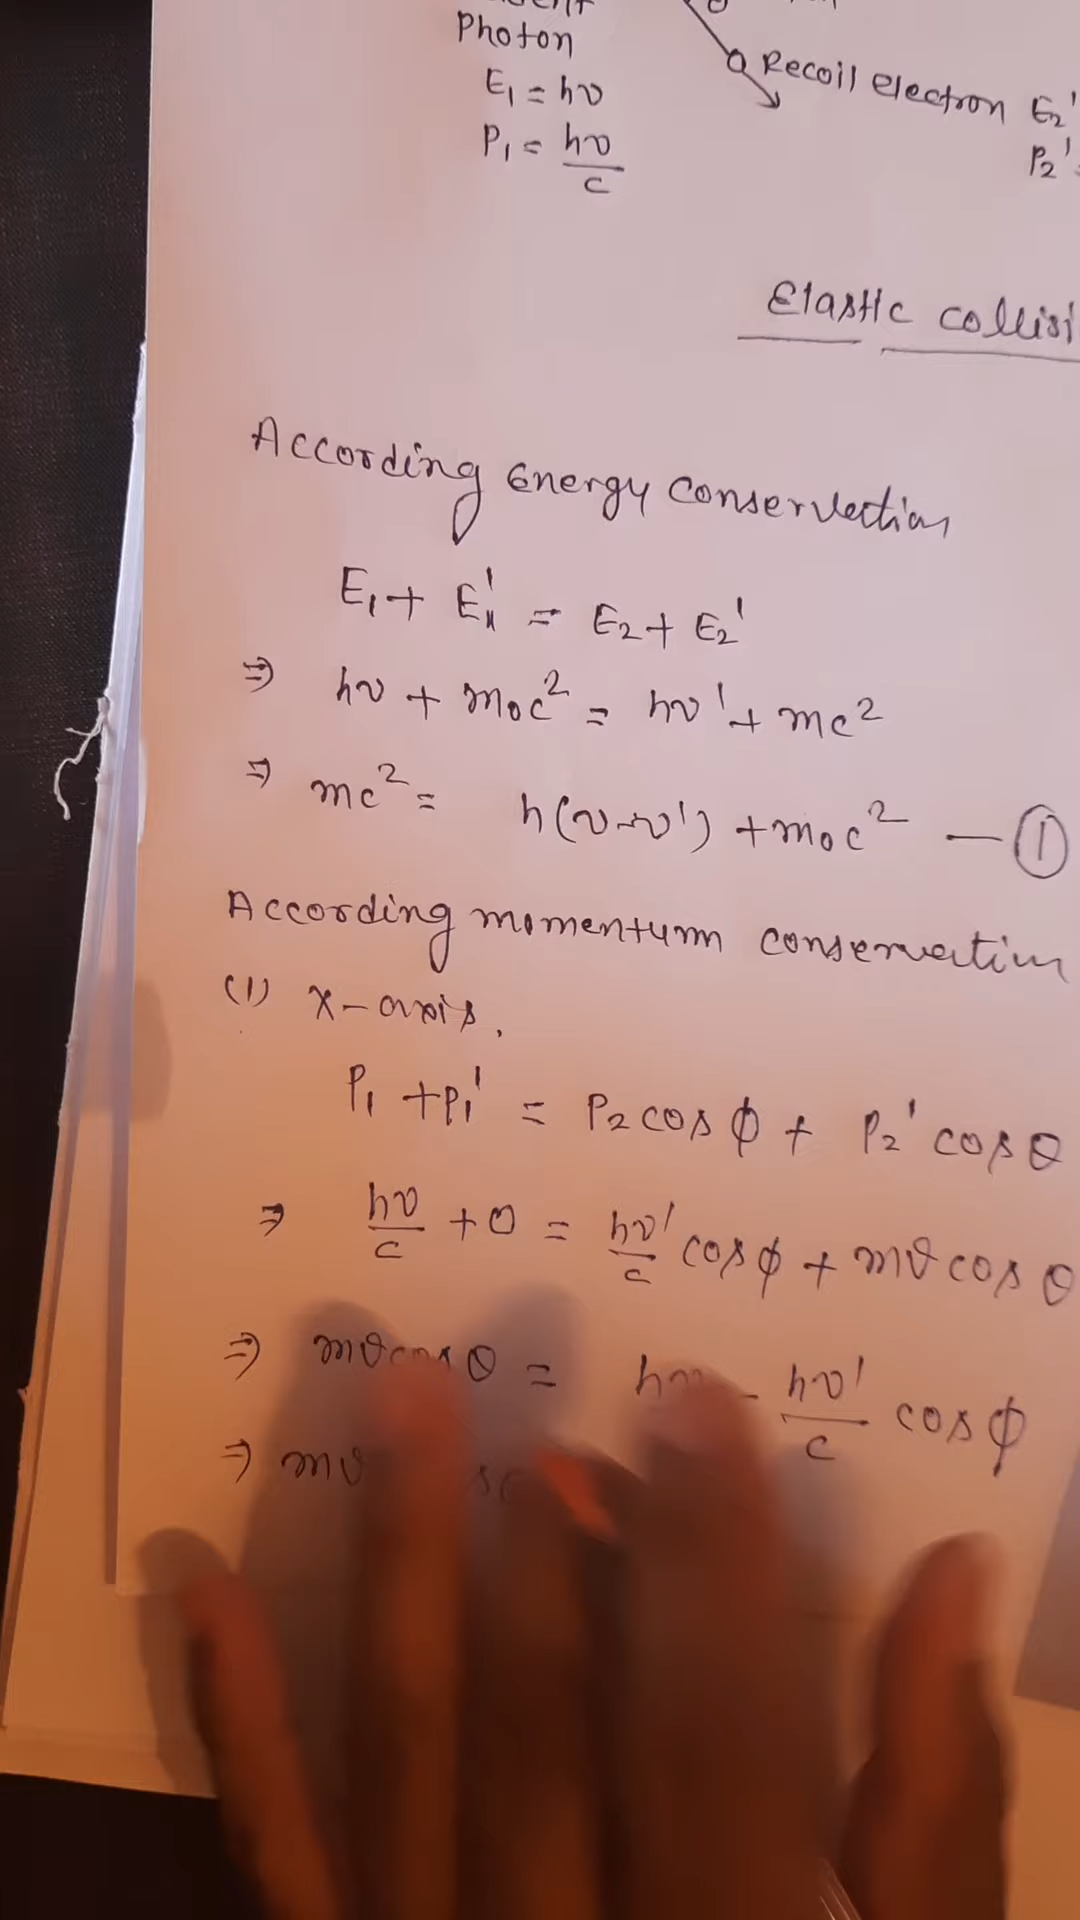 Photon
E₁ = hν
P₁ = hν/c
Recoil electron E₂'
P₂'
Elastic collisi
According Energy conservation
E₁ + E₁' = E₂ + E₂'
⇒ hν + m₀c² = hν' + mc²
⇒ mc² = h(ν-ν') + m₀c² — ①
According momentum conservation
(1) x-axis,
P₁ + P₁' = P₂ cos ϕ + P₂' cos θ
⇒ hν/c + 0 = hν'/c cos ϕ + mv cos θ
⇒ mv cos θ = - hν'/c cos ϕ
⇒ mv